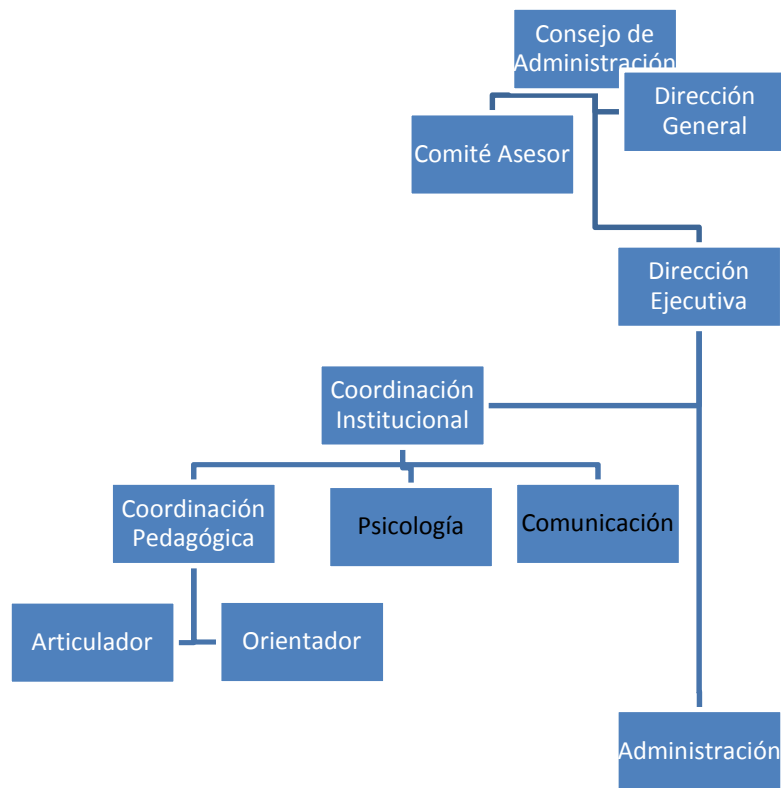 Consejo de
Administración
Dirección
General
Comité Asesor
Dirección
Ejecutiva
Coordinación
Institucional
Coordinación
Pedagógica
Psicología
Comunicación
Articulador
Orientador
Administración